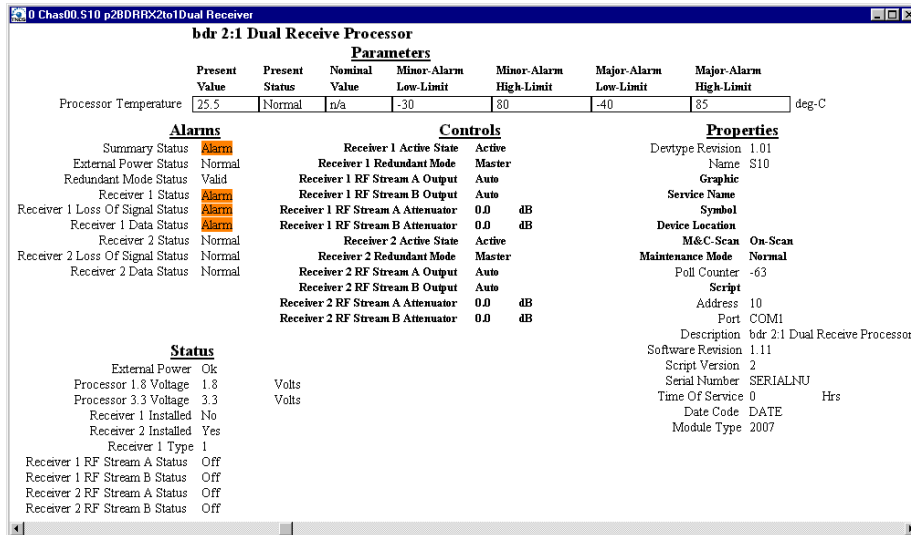 0 Chas00.S10 p2BDRRX2to1Dual Receiver
bdr 2:1 Dual Receive Processor
Parameters
Present Present Nominal Minor-Alarm Minor-Alarm Major-Alarm Major-Alarm
Value Status Value Low-Limit High-Limit Low-Limit High-Limit
Processor Temperature 25.5 Normal n/a -30 80 -40 85 deg-C
Alarms
Summary Status Alarm
External Power Status Normal
Redundant Mode Status Valid
Receiver 1 Status Alarm
Receiver 1 Loss Of Signal Status Alarm
Receiver 1 Data Status Alarm
Receiver 2 Status Normal
Receiver 2 Loss Of Signal Status Normal
Receiver 2 Data Status Normal
Controls
Receiver 1 Active State Active
Receiver 1 Redundant Mode Master
Receiver 1 RF Stream A Output Auto
Receiver 1 RF Stream B Output Auto
Receiver 1 RF Stream A Attenuator 0.0 dB
Receiver 1 RF Stream B Attenuator 0.0 dB
Receiver 2 Active State Active
Receiver 2 Redundant Mode Master
Receiver 2 RF Stream A Output Auto
Receiver 2 RF Stream B Output Auto
Receiver 2 RF Stream A Attenuator 0.0 dB
Receiver 2 RF Stream B Attenuator 0.0 dB
Properties
Devtype Revision 1.01
Name S10
Graphic
Service Name
Symbol
Device Location
M&C-Scan On-Scan
Maintenance Mode Normal
Poll Counter -63
Script
Address 10
Port COM1
Description bdr 2:1 Dual Receive Processor
Software Revision 1.11
Script Version 2
Serial Number SERIALNU
Time Of Service 0 Hrs
Date Code DATE
Module Type 2007
Status
External Power Ok
Processor 1.8 Voltage 1.8 Volts
Processor 3.3 Voltage 3.3 Volts
Receiver 1 Installed No
Receiver 2 Installed Yes
Receiver 1 Type 1
Receiver 1 RF Stream A Status Off
Receiver 1 RF Stream B Status Off
Receiver 2 RF Stream A Status Off
Receiver 2 RF Stream B Status Off